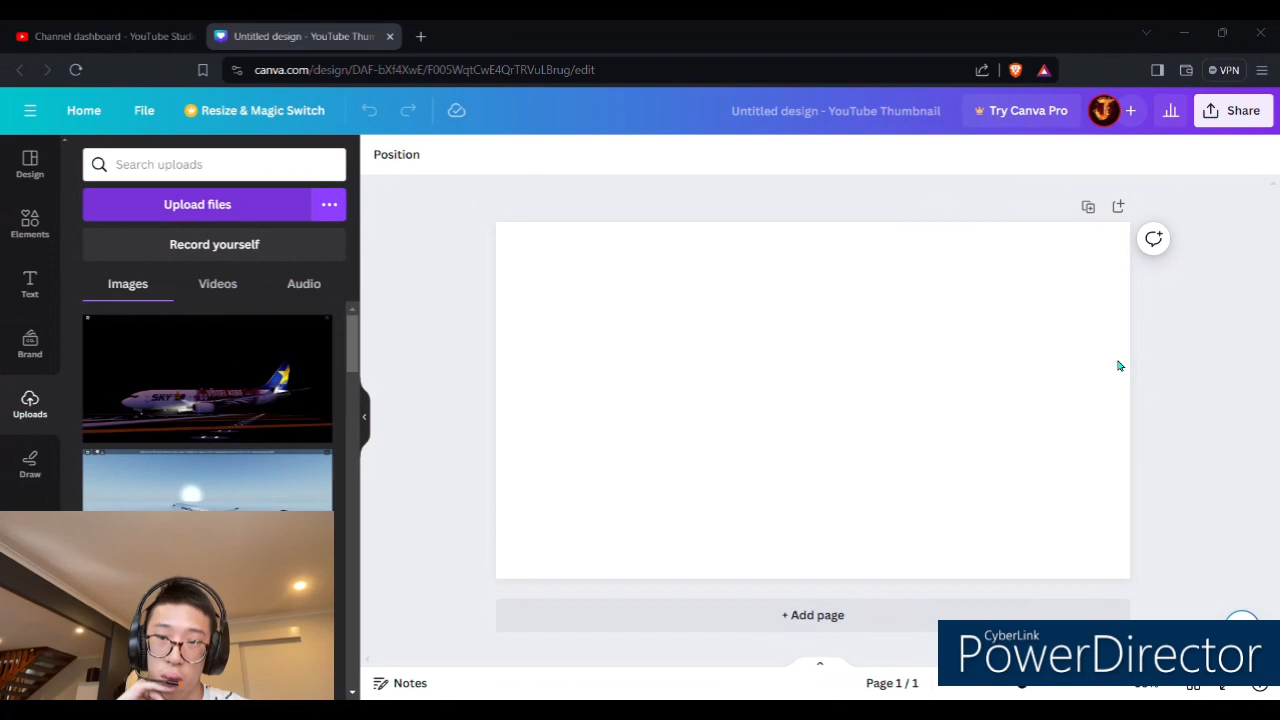 Channel dashboard - YouTube Studi
Untitled design - YouTube Thum
canva.com/design/DAF-bXf4XwE/F005WqtCwE4QrTRVuLBrug/edit
VPN
Home
File
Resize & Magic Switch
Untitled design - YouTube Thumbnail
Try Canva Pro
Share
Design
Elements
Text
Brand
Uploads
Draw
Search uploads
Upload files
Record yourself
Images
Videos
Audio
SKY
Position
+ Add page
Notes
Page 1 / 1
CyberLink
PowerDirector